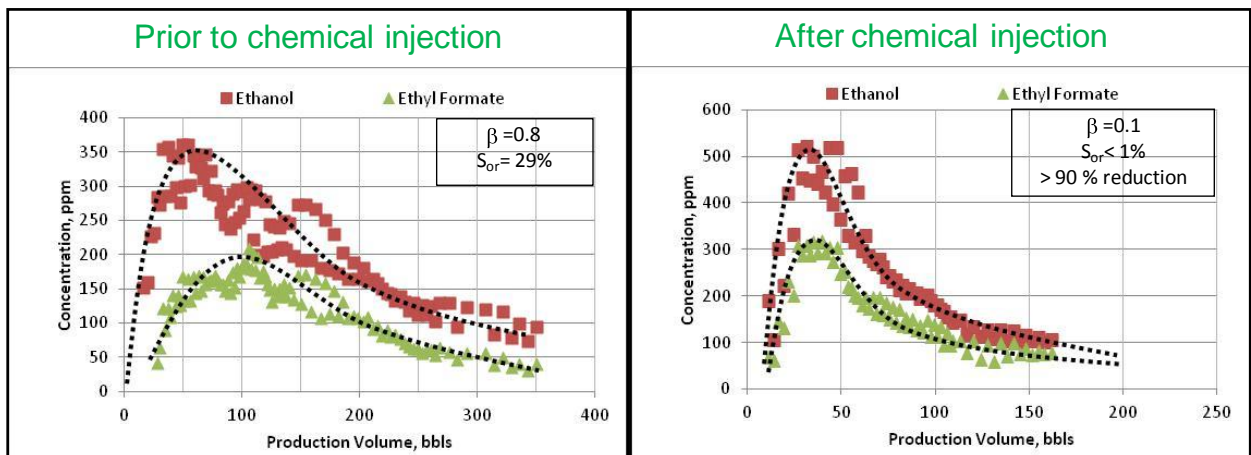 Prior to chemical injection
Ethanol Ethyl Formate
β =0.8
Sor= 29%
Concentration, ppm
400
350
300
250
200
150
100
50
0
0 100 200 300 400
Production Volume, bbls
After chemical injection
Ethanol Ethyl Formate
β =0.1
Sor< 1%
> 90 % reduction
Concentration, ppm
600
500
400
300
200
100
0
0 50 100 150 200 250
Production Volume, bbls